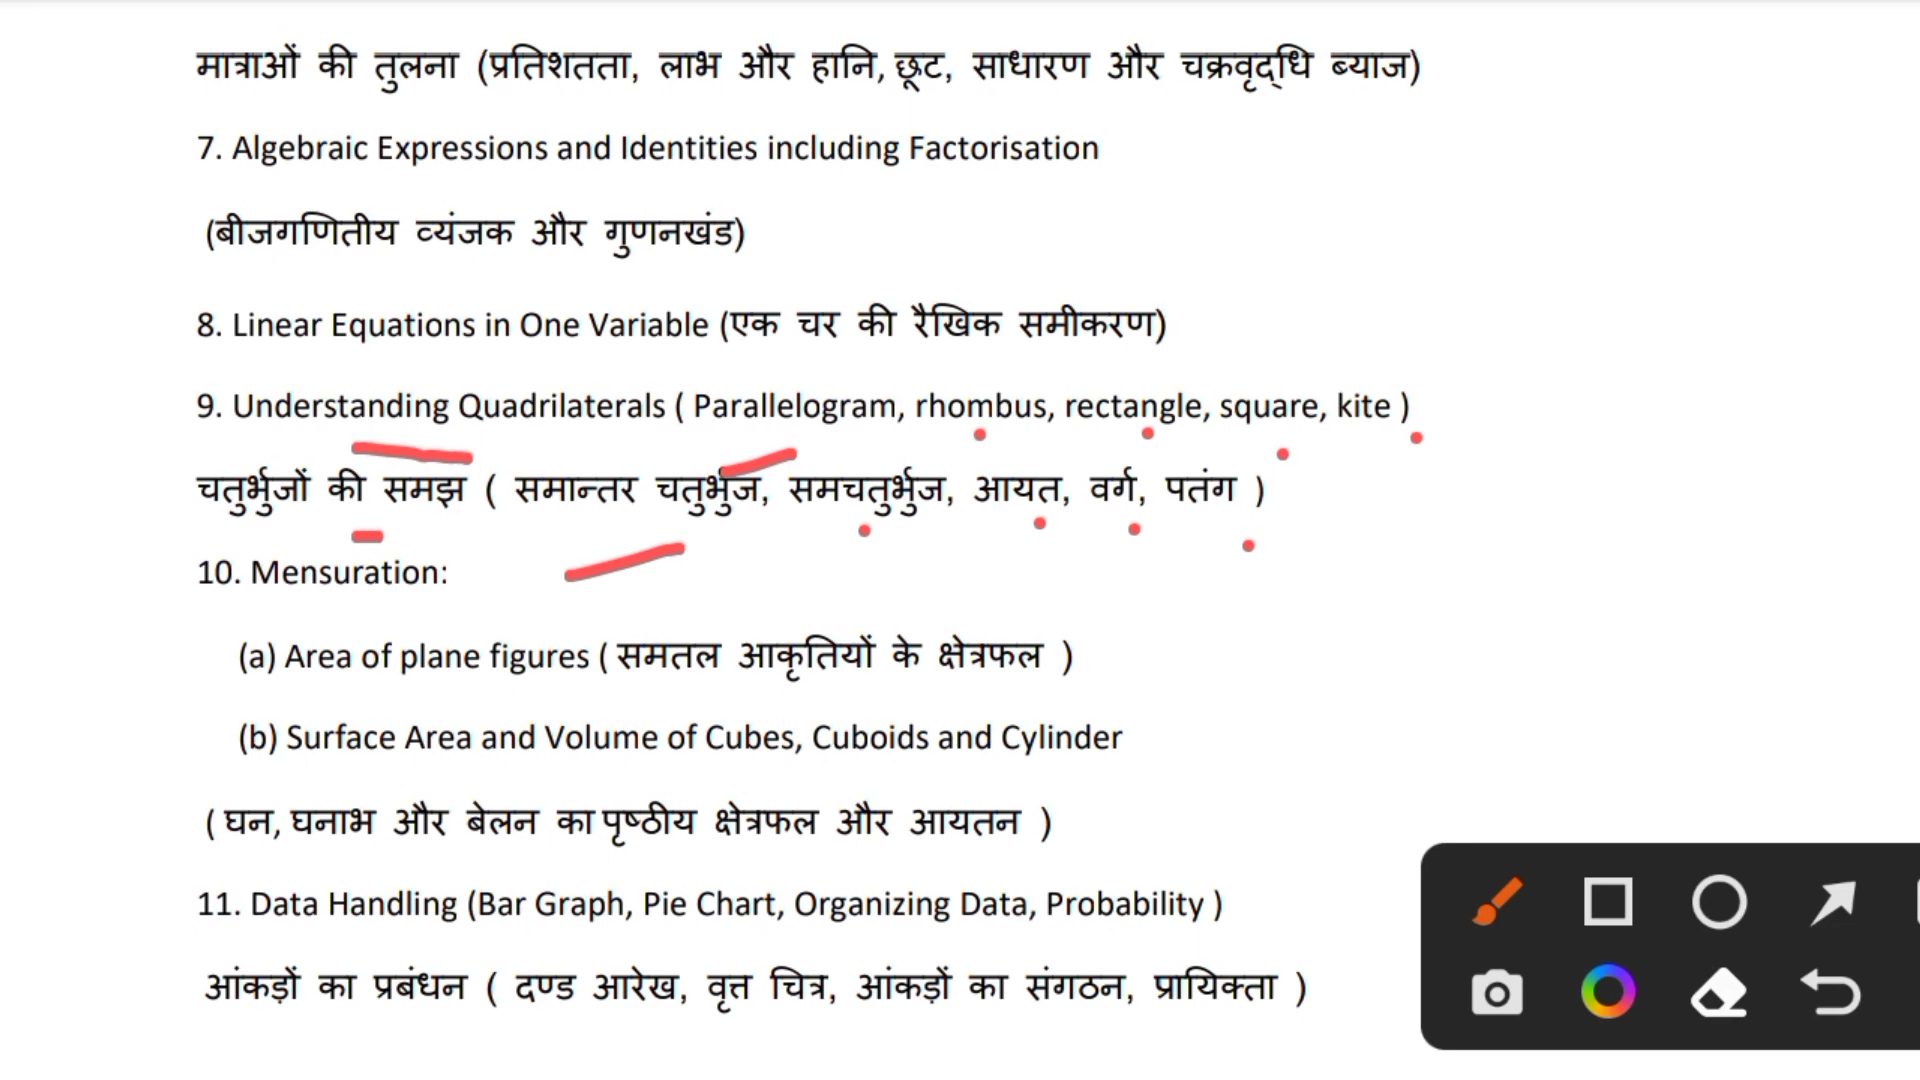 मात्राओं की तुलना (प्रतिशतता, लाभ और हानि, छूट, साधारण और चक्रवृद्धि ब्याज)
7. Algebraic Expressions and Identities including Factorisation
(बीजगणितीय व्यंजक और गुणनखंड)
8. Linear Equations in One Variable (एक चर की रैखिक समीकरण)
9. Understanding Quadrilaterals ( Parallelogram, rhombus, rectangle, square, kite )
चतुर्भुजों की समझ ( समान्तर चतुर्भुज, समचतुर्भुज, आयत, वर्ग, पतंग )
10. Mensuration:
(a) Area of plane figures ( समतल आकृतियों के क्षेत्रफल )
(b) Surface Area and Volume of Cubes, Cuboids and Cylinder
( घन, घनाभ और बेलन का पृष्ठीय क्षेत्रफल और आयतन )
11. Data Handling (Bar Graph, Pie Chart, Organizing Data, Probability )
आंकड़ों का प्रबंधन ( दण्ड आरेख, वृत्त चित्र, आंकड़ों का संगठन, प्रायिक्ता )